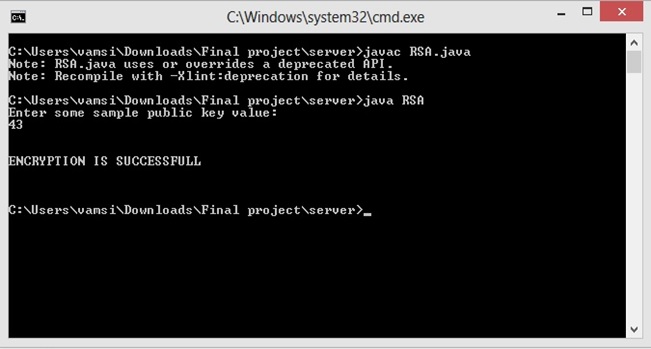 C:\Windows\system32\cmd.exe
C:\Users\vamsi\Downloads\Final project\server>javac RSA.java
Note: RSA.java uses or overrides a deprecated API.
Note: Recompile with -Xlint:deprecation for details.
C:\Users\vamsi\Downloads\Final project\server>java RSA
Enter some sample public key value:
43
ENCRYPTION IS SUCCESSFULL
C:\Users\vamsi\Downloads\Final project\server>